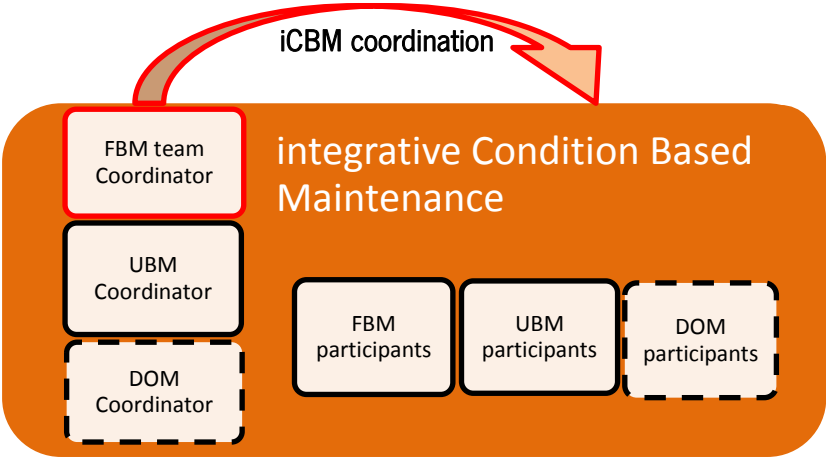 iCBM coordination
FBM team
Coordinator
integrative Condition Based
Maintenance
UBM
Coordinator
DOM
Coordinator
FBM
participants
UBM
participants
DOM
participants